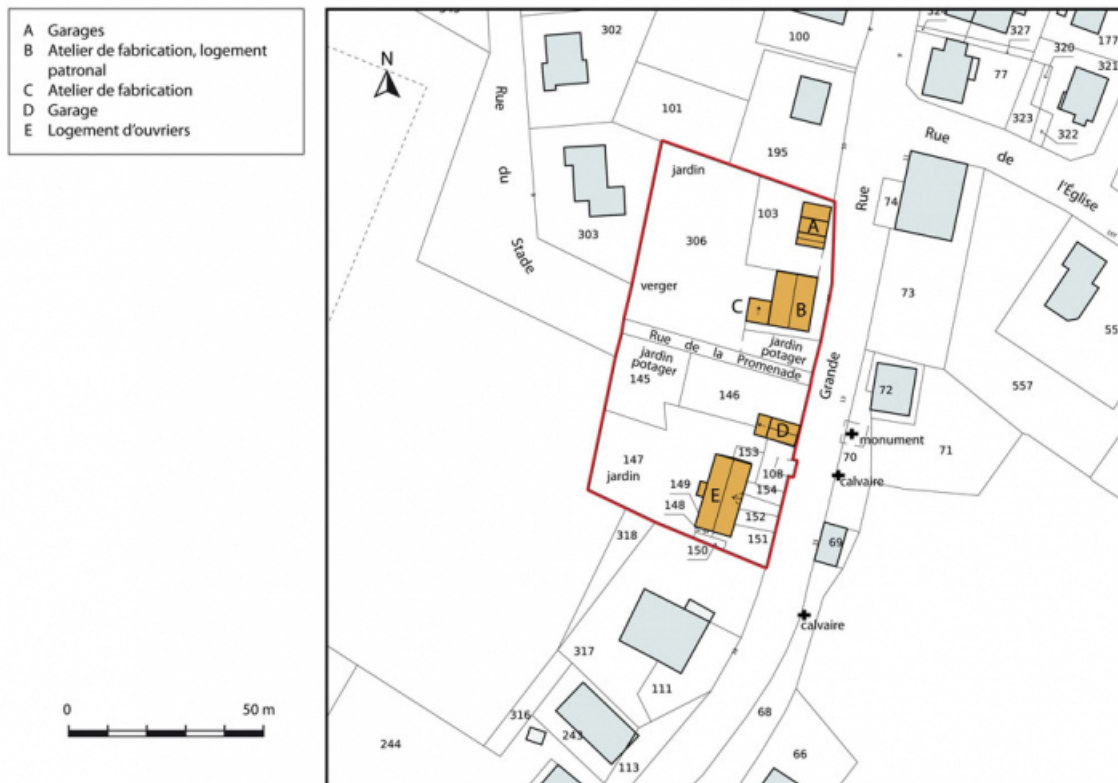 A Garages
B Atelier de fabrication, logement
patronal
C Atelier de fabrication
D Garage
E Logement d'ouvriers
N
0 50 m
302
100
327
320
177
321
77
323
322
101
195
Rue du Stade
Rue de l'Église
jardin
103
A
306
303
verger
C
B
74
73
Rue de la Promenade
jardin
potager
jardin
potager
145
146
Grande Rue
72
557
55
D
monument
70
71
calvaire
147
jardin
153
108
149
E
154
148
152
151
150
318
69
calvaire
317
111
316
243
113
244
68
66